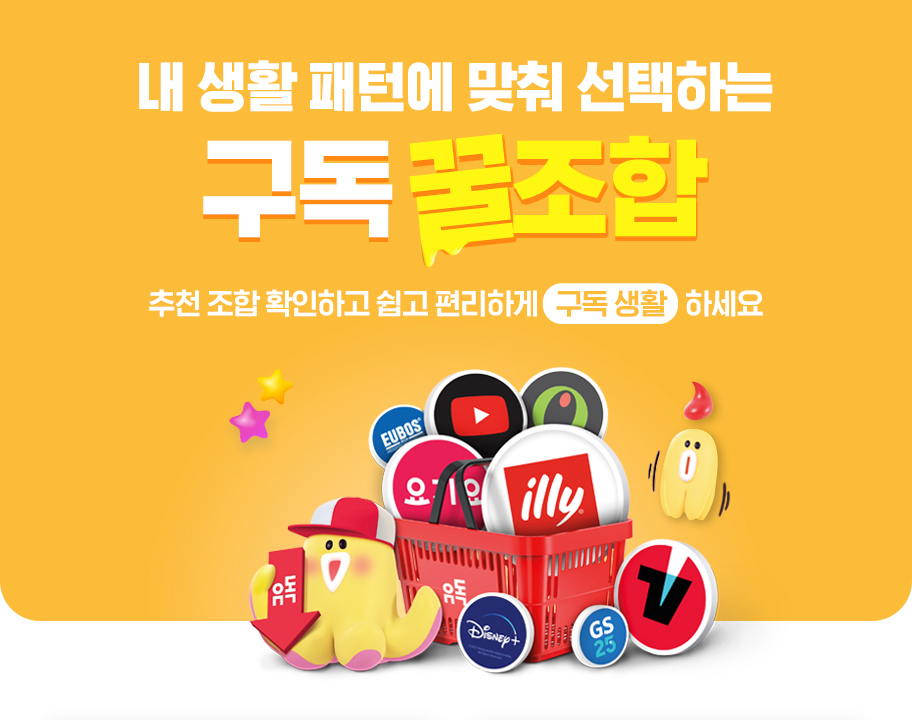 내 생활 패턴에 맞춰 선택하는
구독 꿀조합
추천 조합 확인하고 쉽고 편리하게 구독 생활 하세요
EUBOS
요기요
illy
유독
유독
Disney+
GS
25